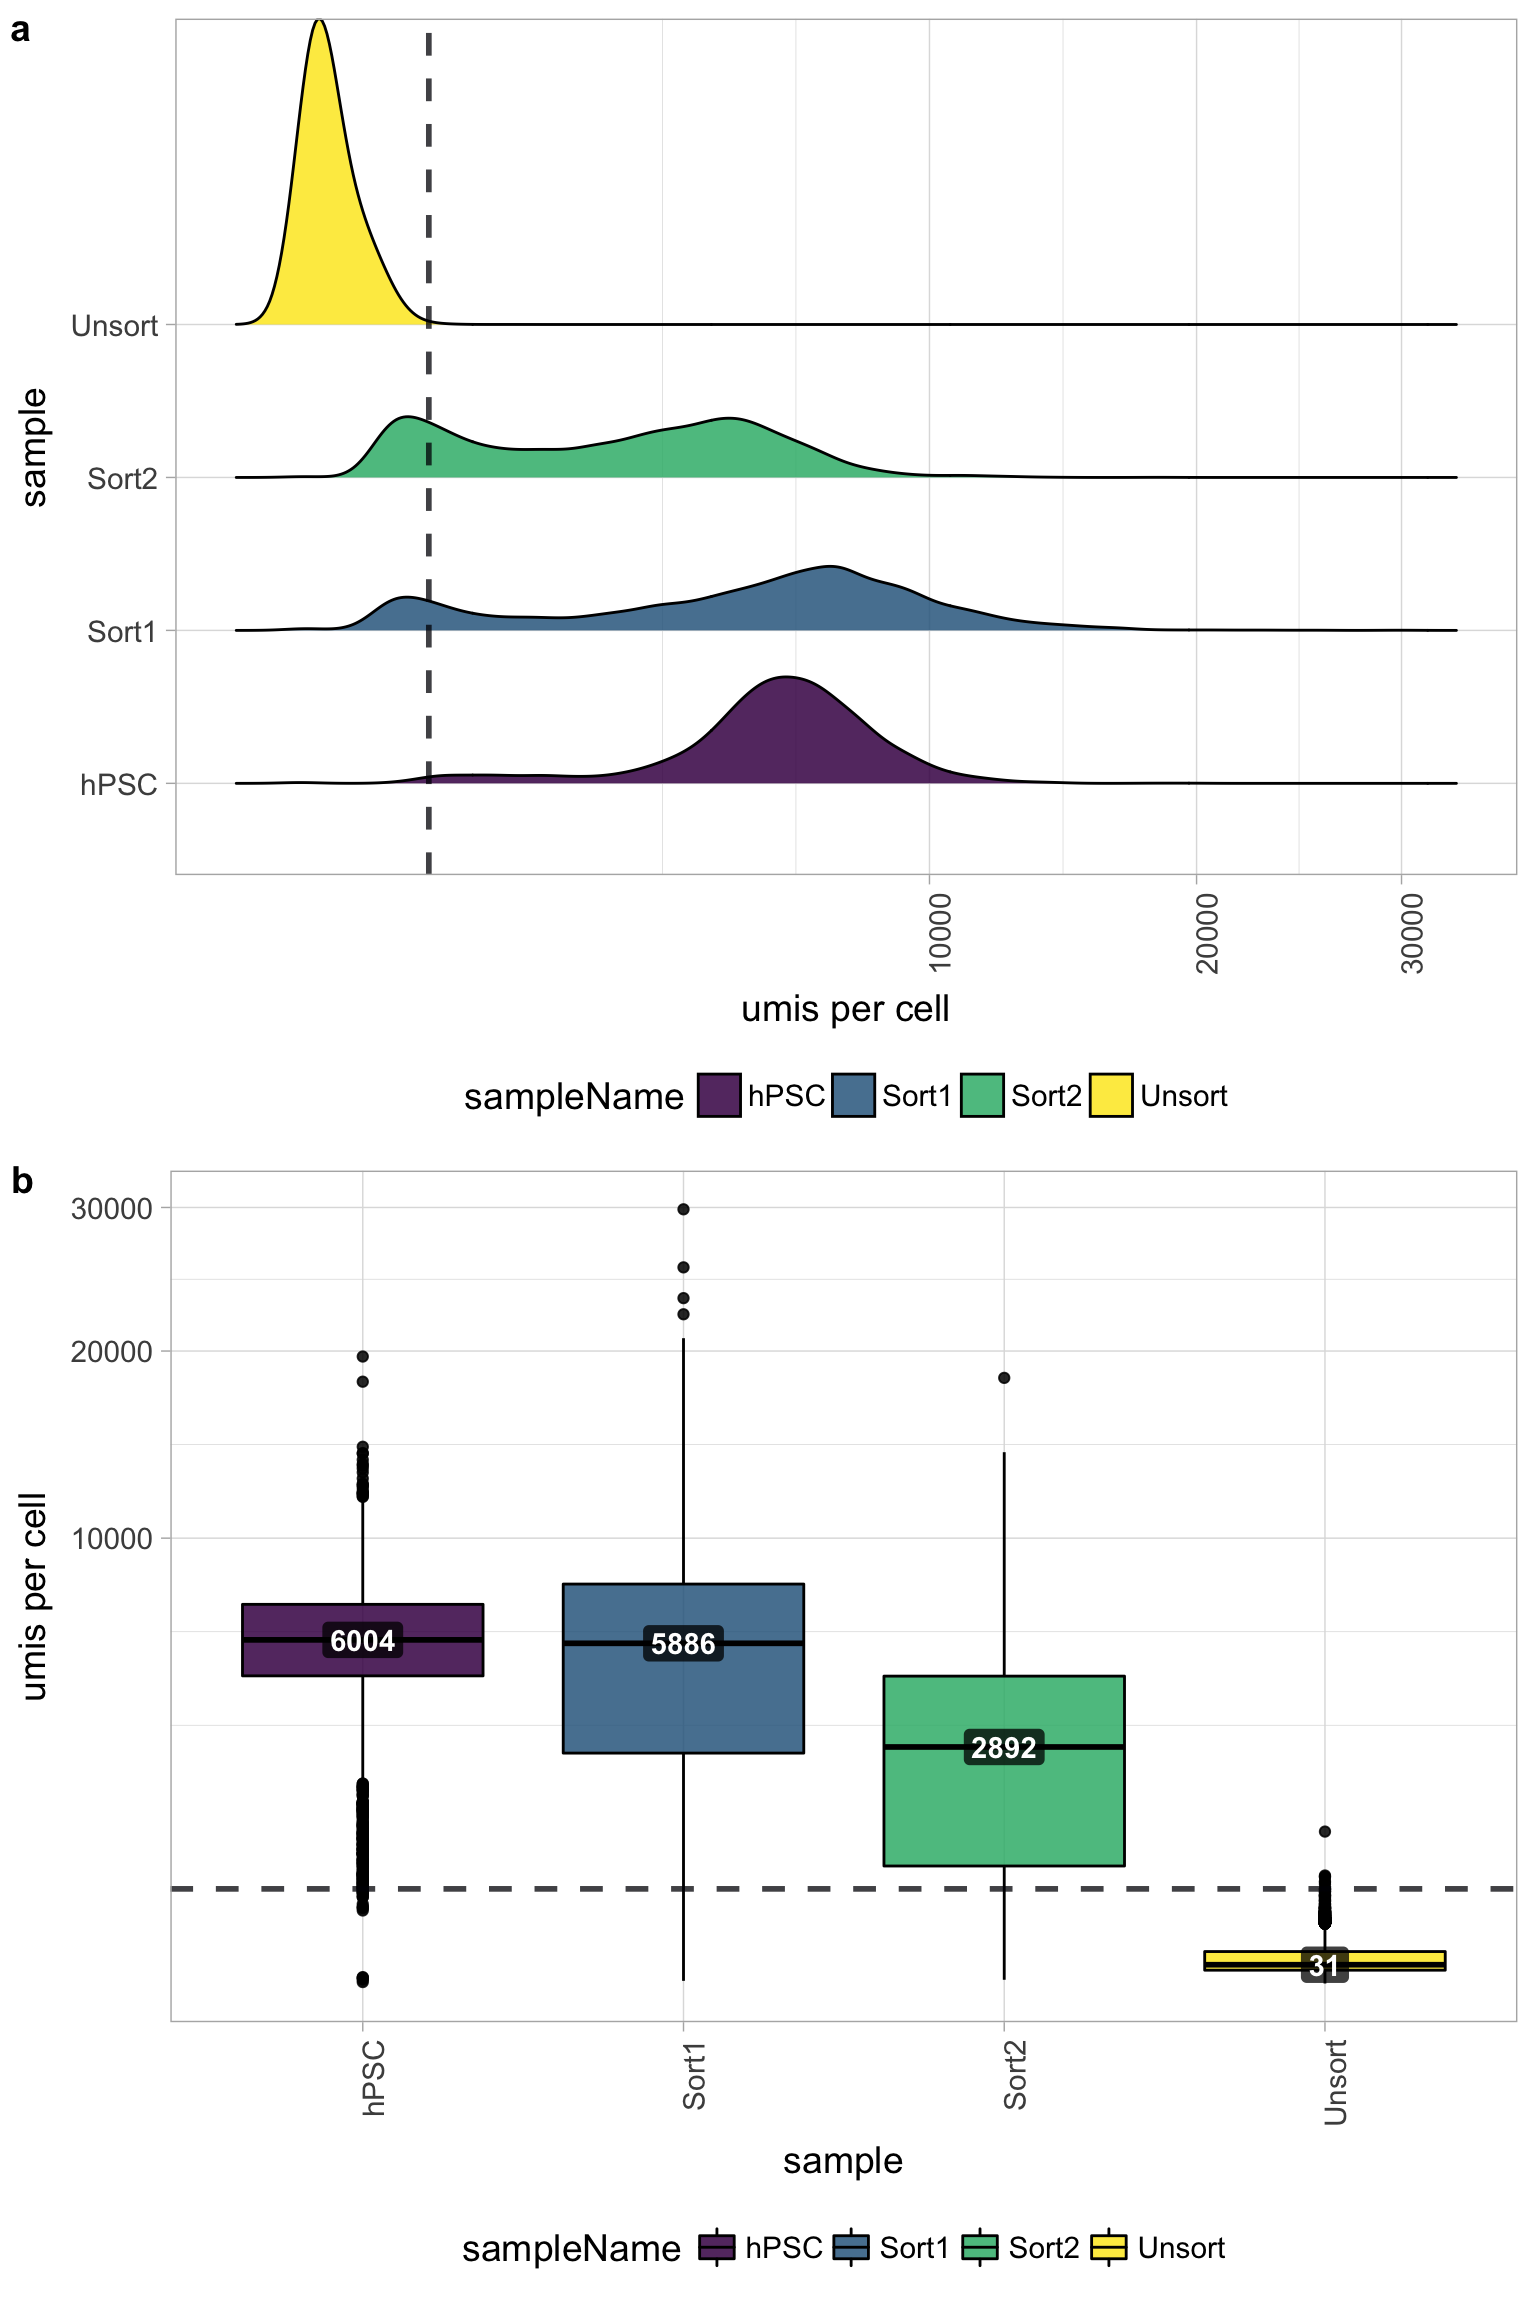 a
Unsort
Sort2
Sort1
hPSC
sample
10000
20000
30000
umis per cell
sampleName hPSC Sort1 Sort2 Unsort
b
30000
20000
10000
umis per cell
6004
5886
2892
31
hPSC
Sort1
Sort2
Unsort
sample
sampleName hPSC Sort1 Sort2 Unsort